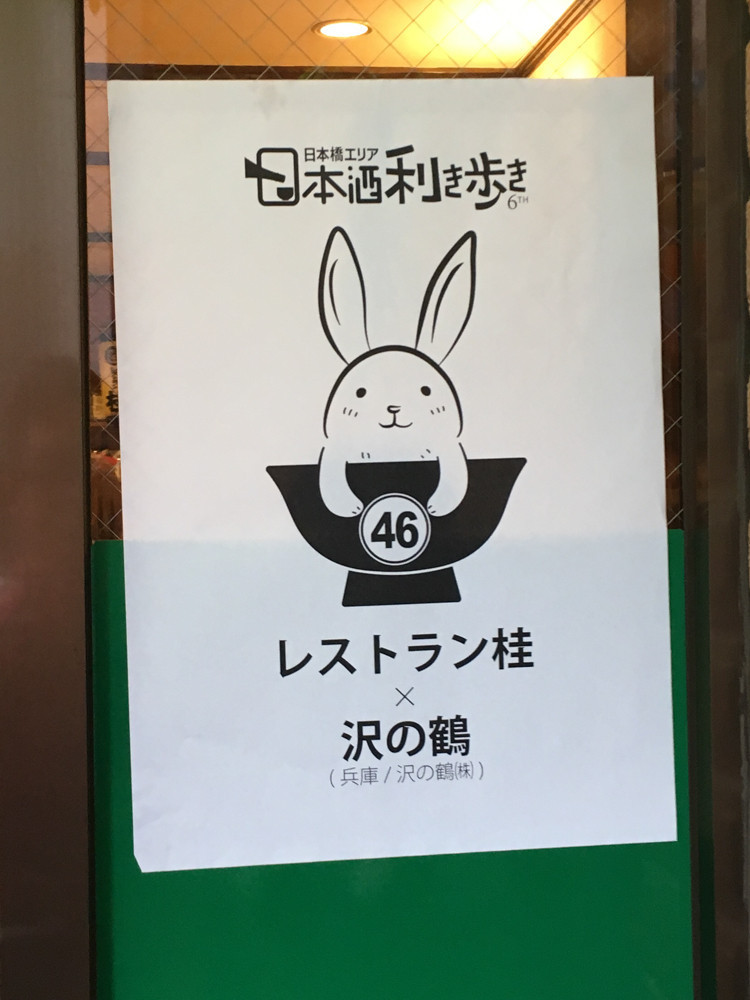 日本橋エリア
日本酒利き歩き
6TH
46
レストラン桂
×
沢の鶴
(兵庫/沢の鶴㈱)